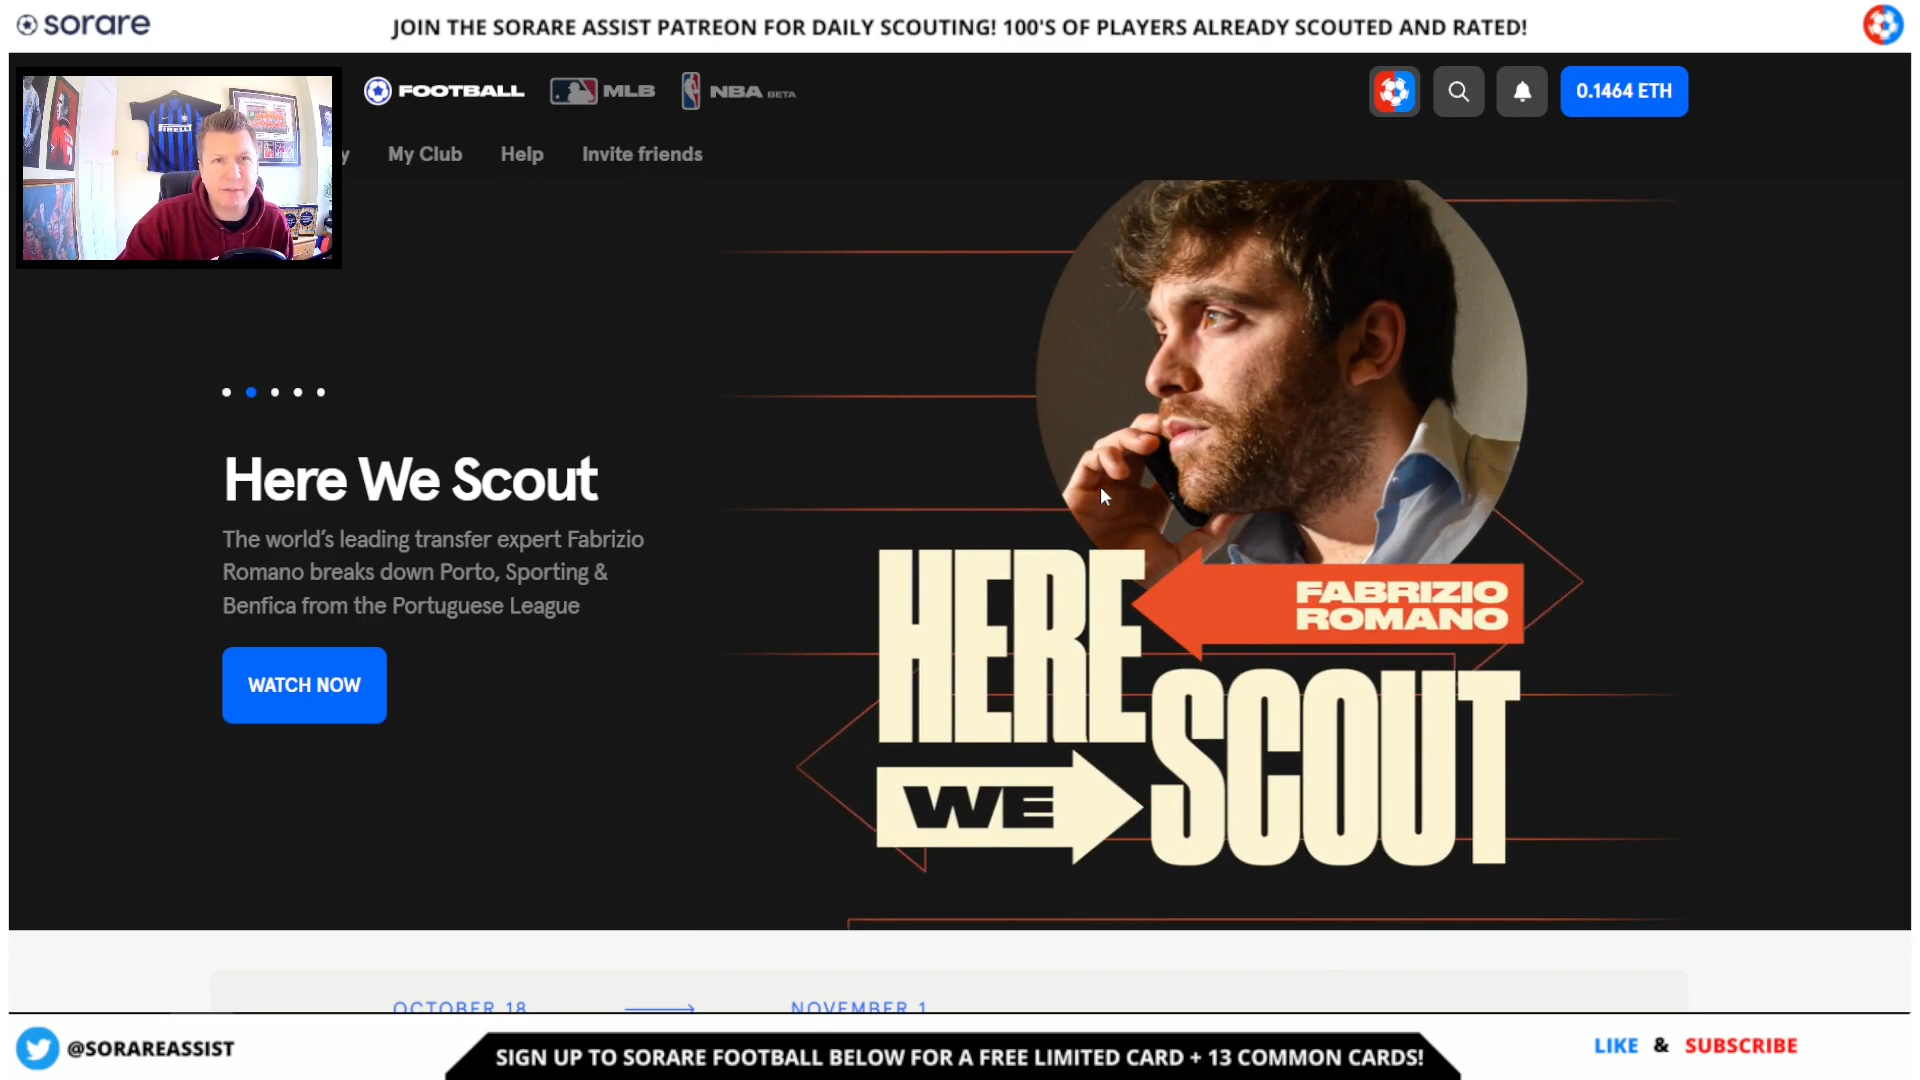 sorare
JOIN THE SORARE ASSIST PATREON FOR DAILY SCOUTING! 100'S OF PLAYERS ALREADY SCOUTED AND RATED!
FOOTBALL
MLB
NBA BETA
0.1464 ETH
PIRELLI
y
My Club
Help
Invite friends
Here We Scout
The world's leading transfer expert Fabrizio
Romano breaks down Porto, Sporting &
Benfica from the Portuguese League
WATCH NOW
HERE
FABRIZIO
ROMANO
WE
SCOUT
OCTOBER 18
NOVEMBER 1
@SORAREASSIST
SIGN UP TO SORARE FOOTBALL BELOW FOR A FREE LIMITED CARD + 13 COMMON CARDS!
LIKE & SUBSCRIBE